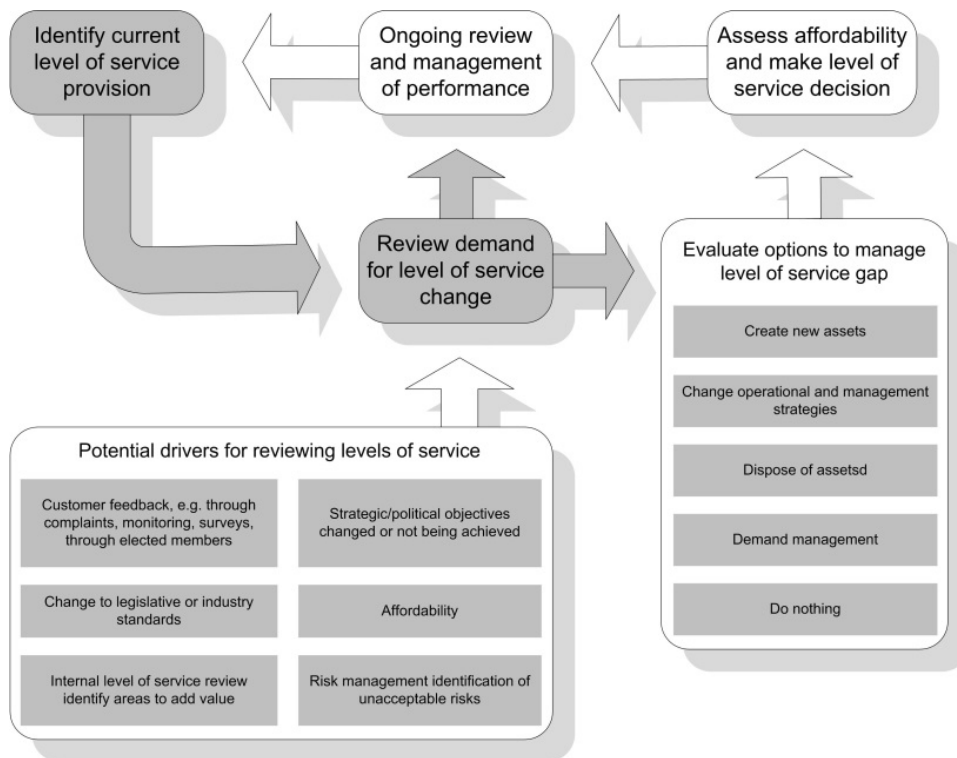 Identify current
level of service
provision
Ongoing review
and management
of performance
Assess affordability
and make level of
service decision
Review demand
for level of service
change
Evaluate options to manage
level of service gap
Create new assets
Change operational and management
strategies
Dispose of assetsd
Demand management
Do nothing
Potential drivers for reviewing levels of service
Customer feedback, e.g. through
complaints, monitoring, surveys,
through elected members
Strategic/political objectives
changed or not being achieved
Change to legislative or industry
standards
Affordability
Internal level of service review
identify areas to add value
Risk management identification of
unacceptable risks